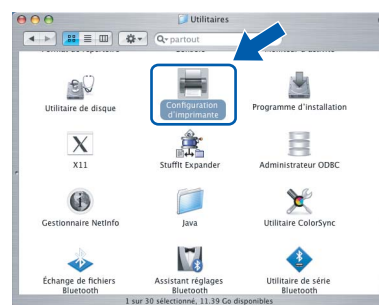 Utilitaires
partout
Utilitaire de disque
Configuration
d'imprimante
Programme d'installation
X11
StuffIt Expander
Administrateur ODBC
Gestionnaire NetInfo
Java
Utilitaire ColorSync
Échange de fichiers
Bluetooth
Assistant réglages
Bluetooth
Utilitaire de série
Bluetooth
1 sur 30 sélectionné, 11.39 Go disponibles